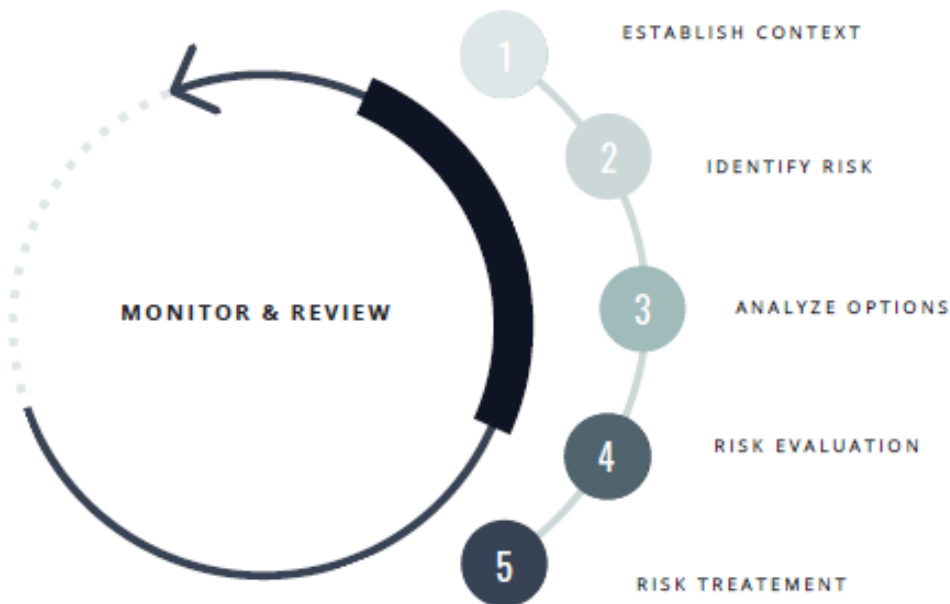 1
ESTABLISH CONTEXT
2
IDENTIFY RISK
MONITOR & REVIEW
3
ANALYZE OPTIONS
4
RISK EVALUATION
5
RISK TREATEMENT